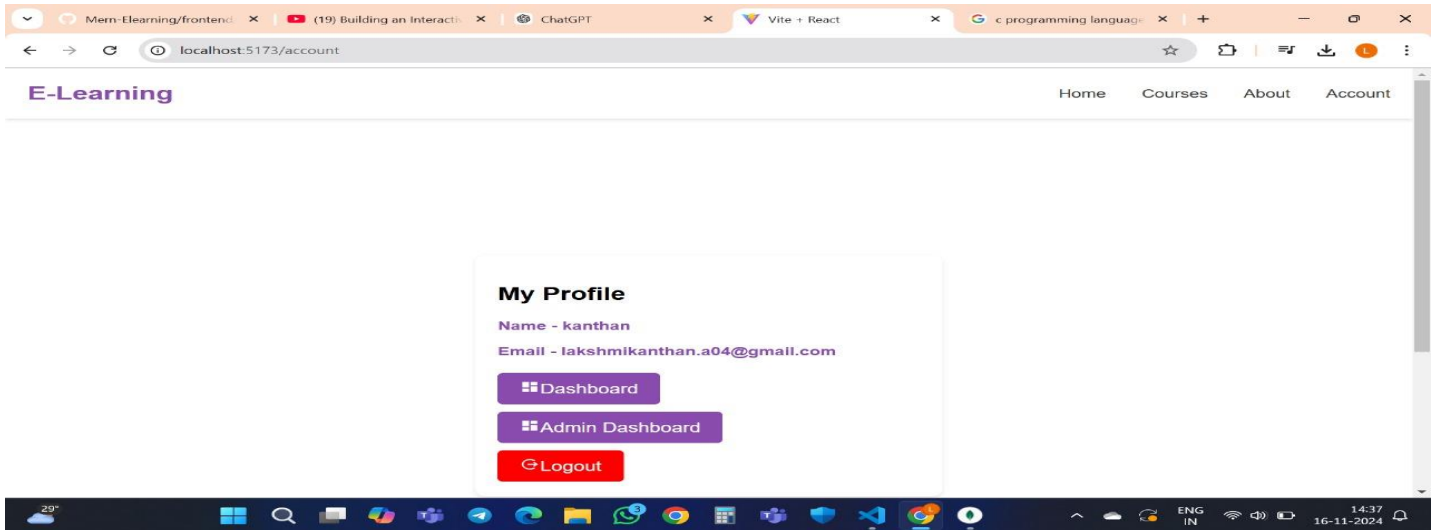 Mern-Elearning/frontend
(19) Building an Interacti
ChatGPT
Vite + React
c programming language
localhost:5173/account
L
E-Learning
Home Courses About Account
My Profile
Name - kanthan
Email - lakshmikanthan.a04@gmail.com
Dashboard
Admin Dashboard
Logout
29°
3
ENG
IN
14:37
16-11-2024